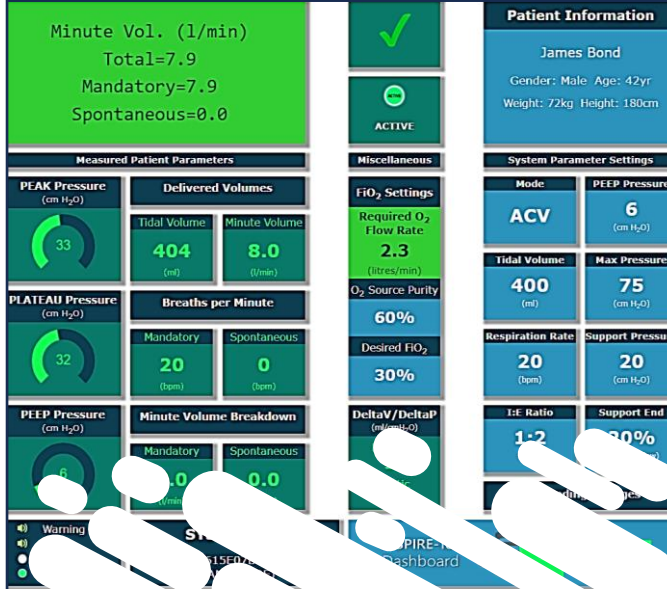 Minute Vol. (l/min)
Total=7.9
Mandatory=7.9
Spontaneous=0.0
ACTIVE
ACTIVE
Patient Information
James Bond
Gender: Male Age: 42yr
Weight: 72kg Height: 180cm
Measured Patient Parameters
PEAK Pressure
(cm H₂O)
33
Delivered Volumes
Tidal Volume
404
(ml)
Minute Volume
8.0
(l/min)
PLATEAU Pressure
(cm H₂O)
32
Breaths per Minute
Mandatory
20
(bpm)
Spontaneous
0
(bpm)
PEEP Pressure
(cm H₂O)
6
Minute Volume Breakdown
Mandatory
Spontaneous
0.0
Miscellaneous
FiO₂ Settings
Required O₂
Flow Rate
2.3
(litres/min)
O₂ Source Purity
60%
Desired FiO₂
30%
DeltaV/DeltaP
System Parameter Settings
Mode
ACV
PEEP Pressure
6
(cm H₂O)
Tidal Volume
400
(ml)
Max Pressure
75
(cm H₂O)
Respiration Rate
20
(bpm)
Support Pressu
20
(cm H₂O)
I:E Ratio
1:2
Support End
Warning
Dashboard